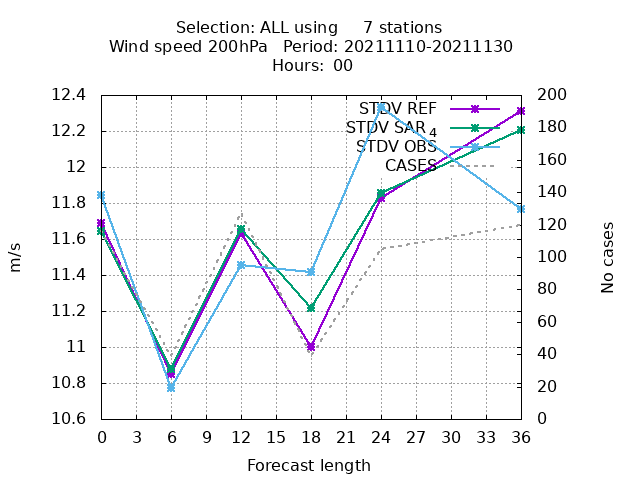 Selection: ALL using     7 stations
Wind speed 200hPa   Period: 20211110-20211130
Hours:  00
STDV REF
STDV SAR 4
STDV OBS
CASES
12.4
12.2
12
11.8
11.6
11.4
11.2
11
10.8
10.6
m/s
200
180
160
140
120
100
80
60
40
20
0
No cases
0 3 6 9 12 15 18 21 24 27 30 33 36
Forecast length